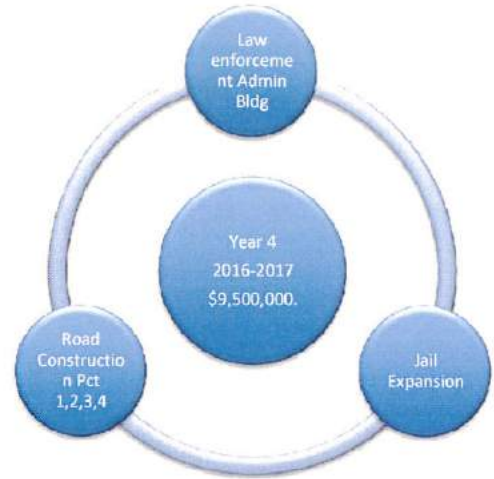 Law
enforceme
nt Admin
Bldg
Year 4
2016-2017
$9,500,000.
Road
Constructio
n Pct
1,2,3,4
Jail
Expansion